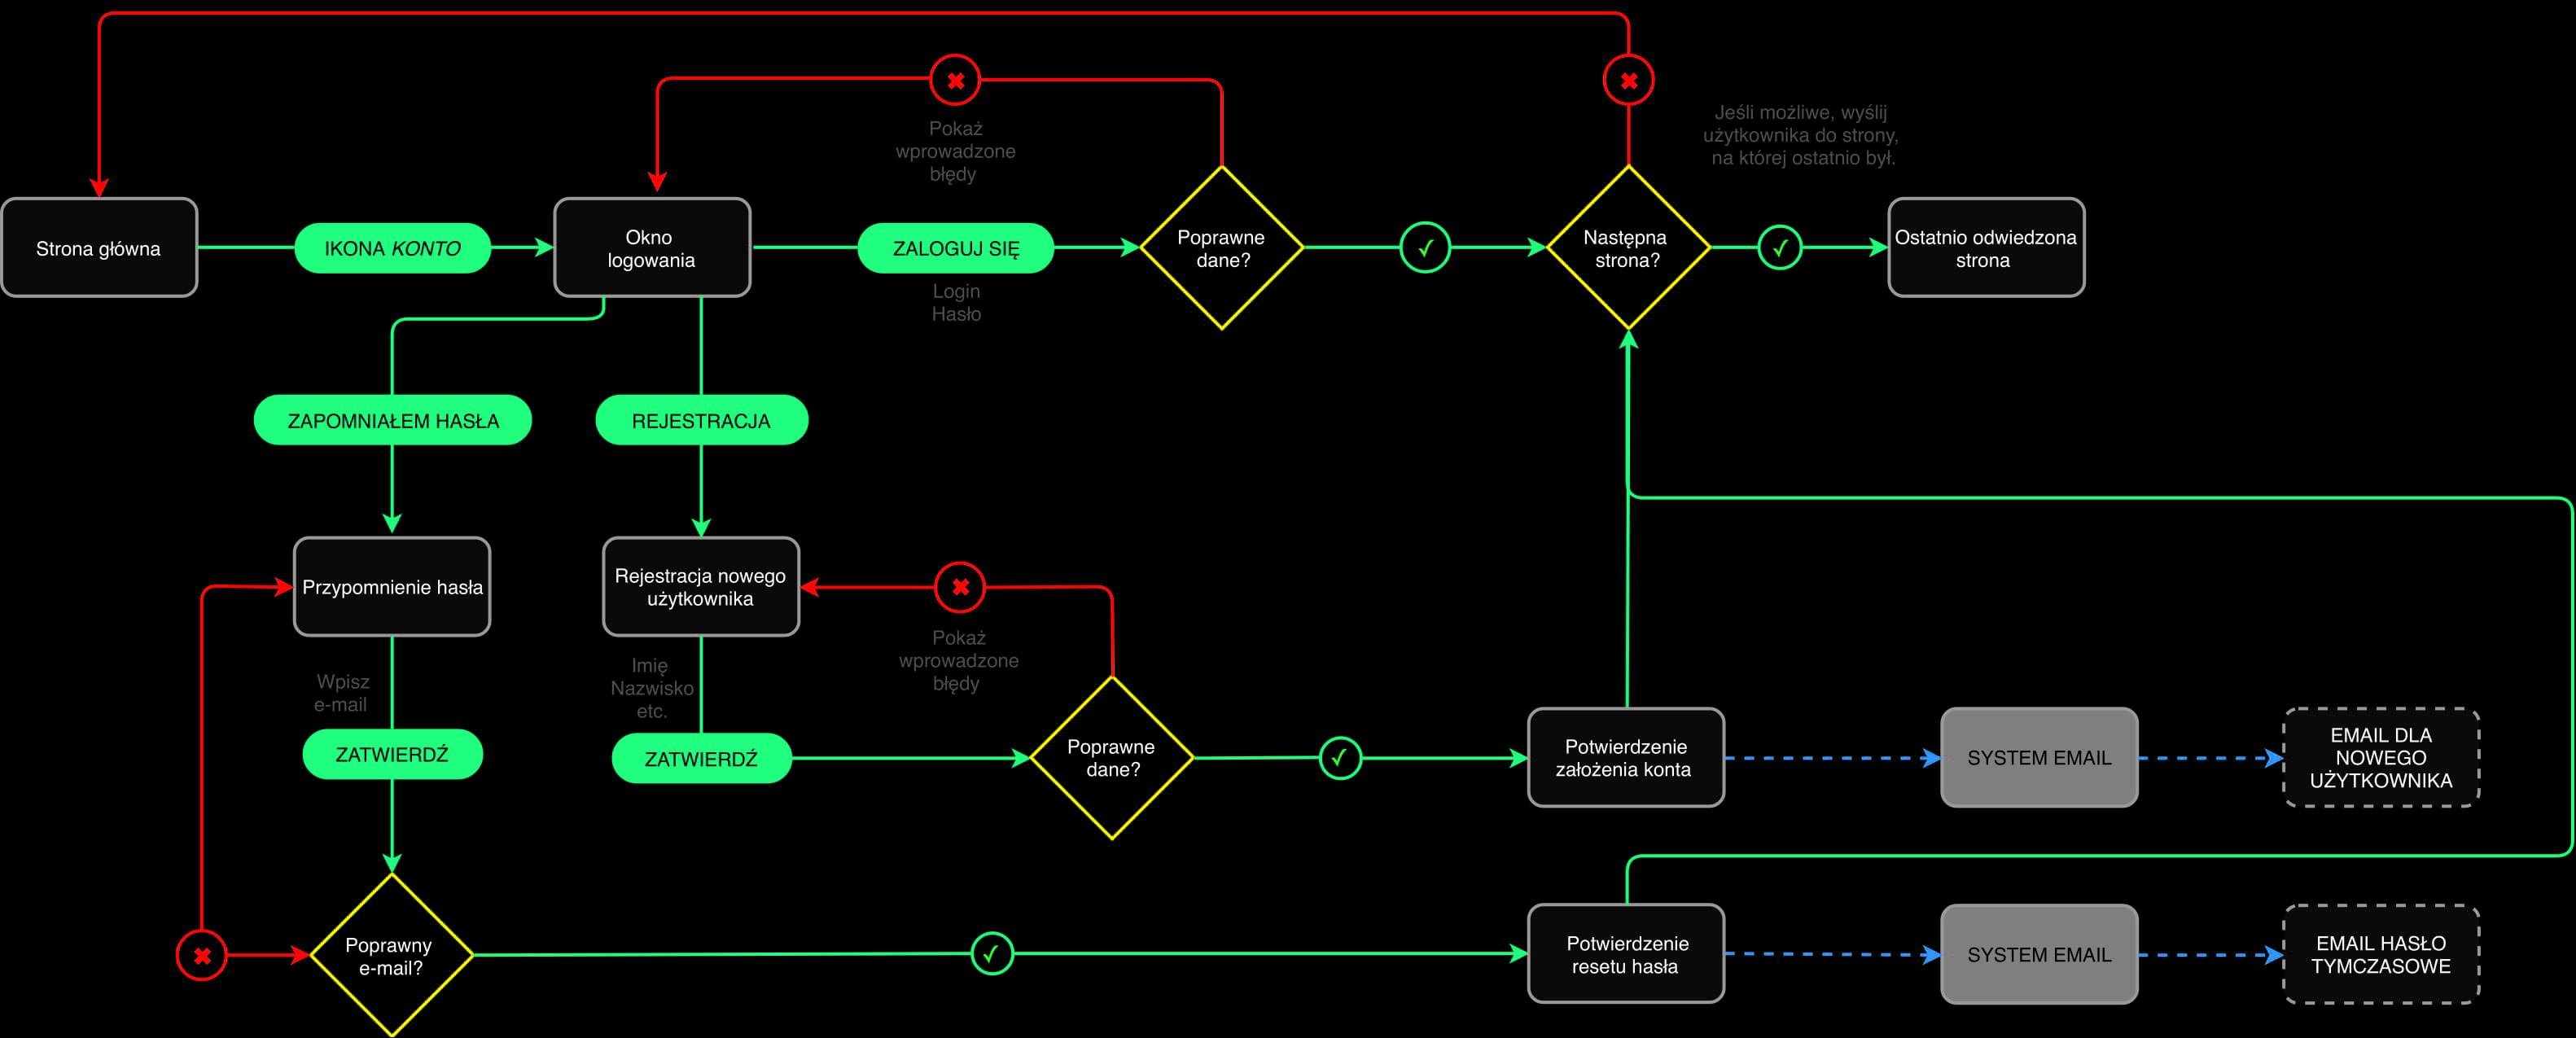 Jeśli możliwe, wyślij
użytkownika do strony,
na której ostatnio był.
Pokaż
wprowadzone
błędy
Strona główna
IKONA KONTO
Okno
logowania
ZALOGUJ SIĘ
Login
Hasło
Poprawne
dane?
Następna
strona?
Ostatnio odwiedzona
strona
ZAPOMNIAŁEM HASŁA
REJESTRACJA
Przypomnienie hasła
Rejestracja nowego
użytkownika
Pokaż
wprowadzone
błędy
Wpisz
e-mail
Imię
Nazwisko
etc.
ZATWIERDŹ
ZATWIERDŹ
Poprawne
dane?
Potwierdzenie
założenia konta
SYSTEM EMAIL
EMAIL DLA
NOWEGO
UŻYTKOWNIKA
Poprawny
e-mail?
Potwierdzenie
resetu hasła
SYSTEM EMAIL
EMAIL HASŁO
TYMCZASOWE